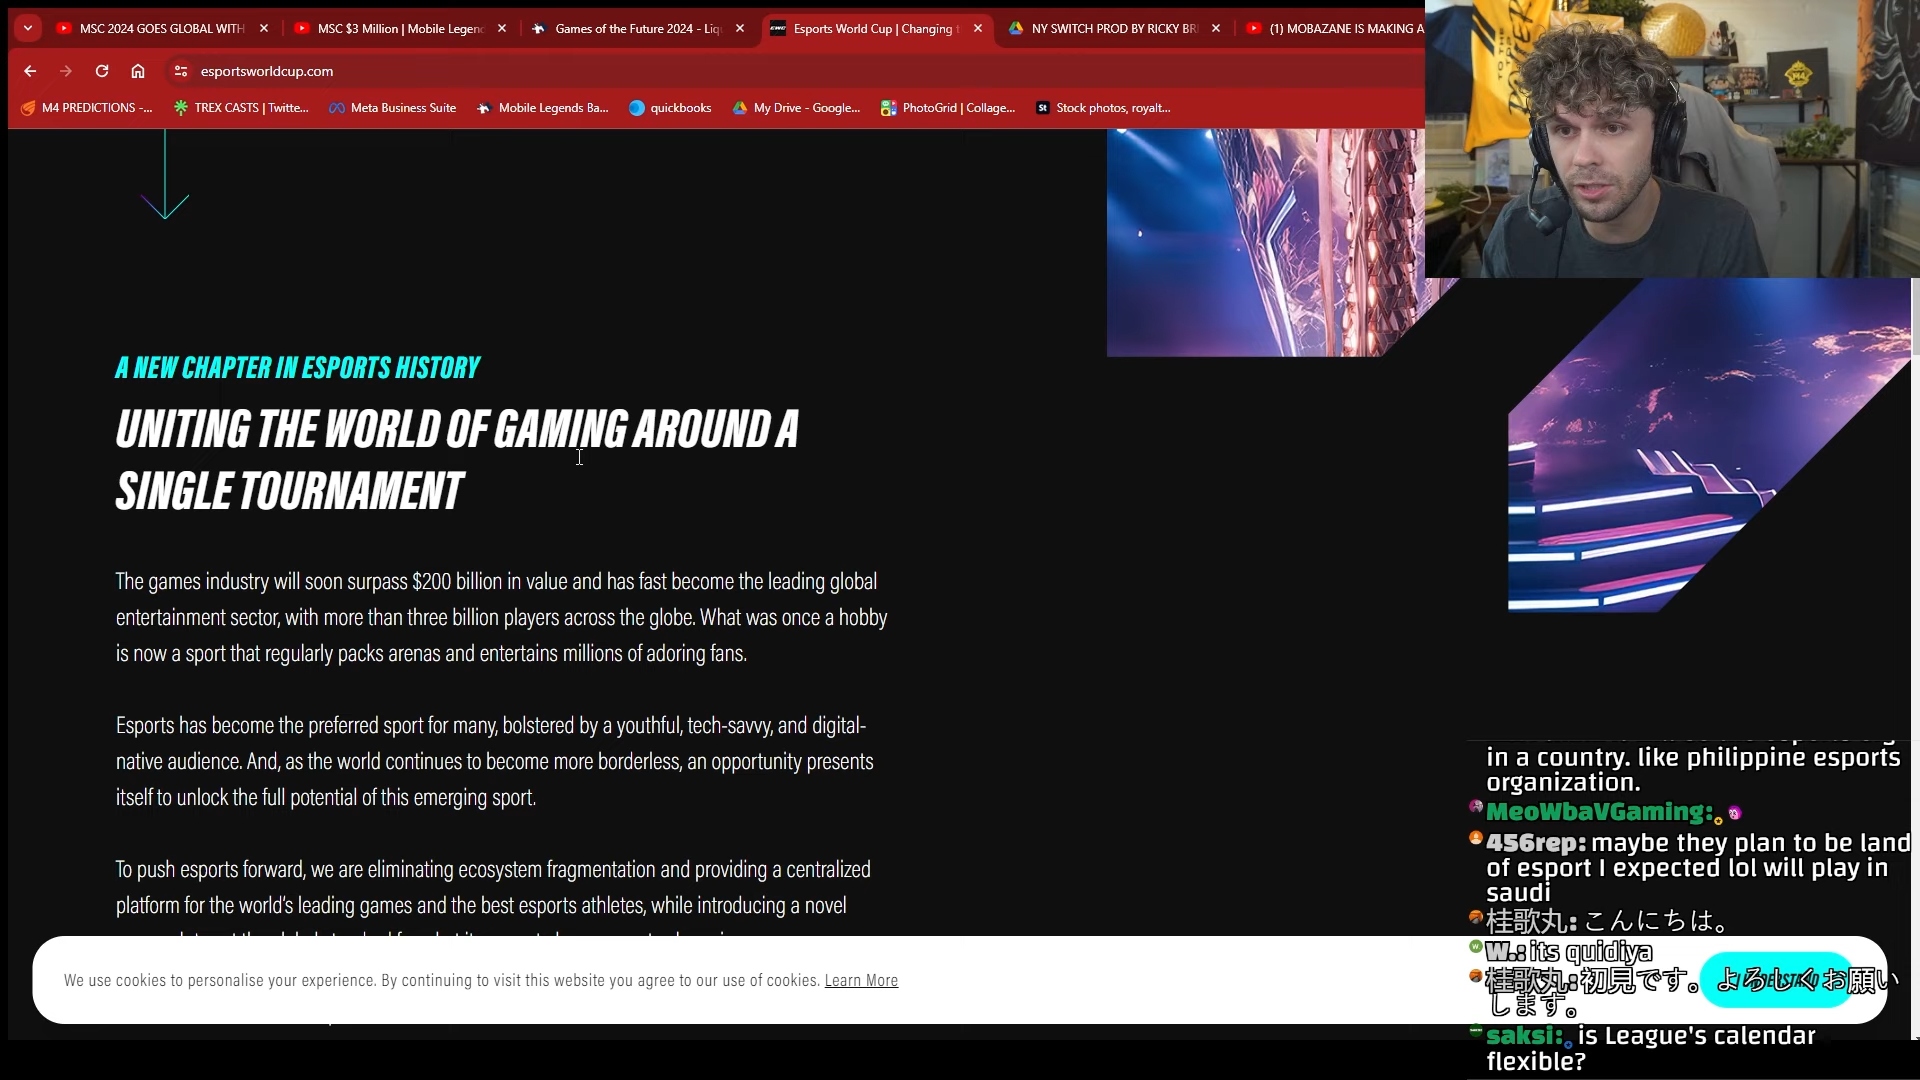 MSC 2024 GOES GLOBAL WITH
MSC $3 Million | Mobile Legend
Games of the Future 2024 - Liq
Esports World Cup | Changing t
NY SWITCH PROD BY RICKY BR
(1) MOBAZANE IS MAKING A
esportsworldcup.com
M4 PREDICTIONS -...
TREX CASTS | Twitte...
Meta Business Suite
Mobile Legends Ba...
quickbooks
My Drive - Google...
PhotoGrid | Collage...
Stock photos, royalt...
A NEW CHAPTER IN ESPORTS HISTORY
UNITING THE WORLD OF GAMING AROUND A
SINGLE TOURNAMENT
The games industry will soon surpass $200 billion in value and has fast become the leading global
entertainment sector, with more than three billion players across the globe. What was once a hobby
is now a sport that regularly packs arenas and entertains millions of adoring fans.
Esports has become the preferred sport for many, bolstered by a youthful, tech-savvy, and digital-
native audience. And, as the world continues to become more borderless, an opportunity presents
itself to unlock the full potential of this emerging sport.
To push esports forward, we are eliminating ecosystem fragmentation and providing a centralized
platform for the world's leading games and the best esports athletes, while introducing a novel
We use cookies to personalise your experience. By continuing to visit this website you agree to our use of cookies. Learn More
in a country. like philippine esports
organization.
MeoWbaVGaming:
456rep: maybe they plan to be land
of esport I expected lol will play in
saudi
桂歌丸: こんにちは。
W.: its quidiya
桂歌丸: 初見です。よろしくお願い
します。
saksi: is League's calendar
flexible?